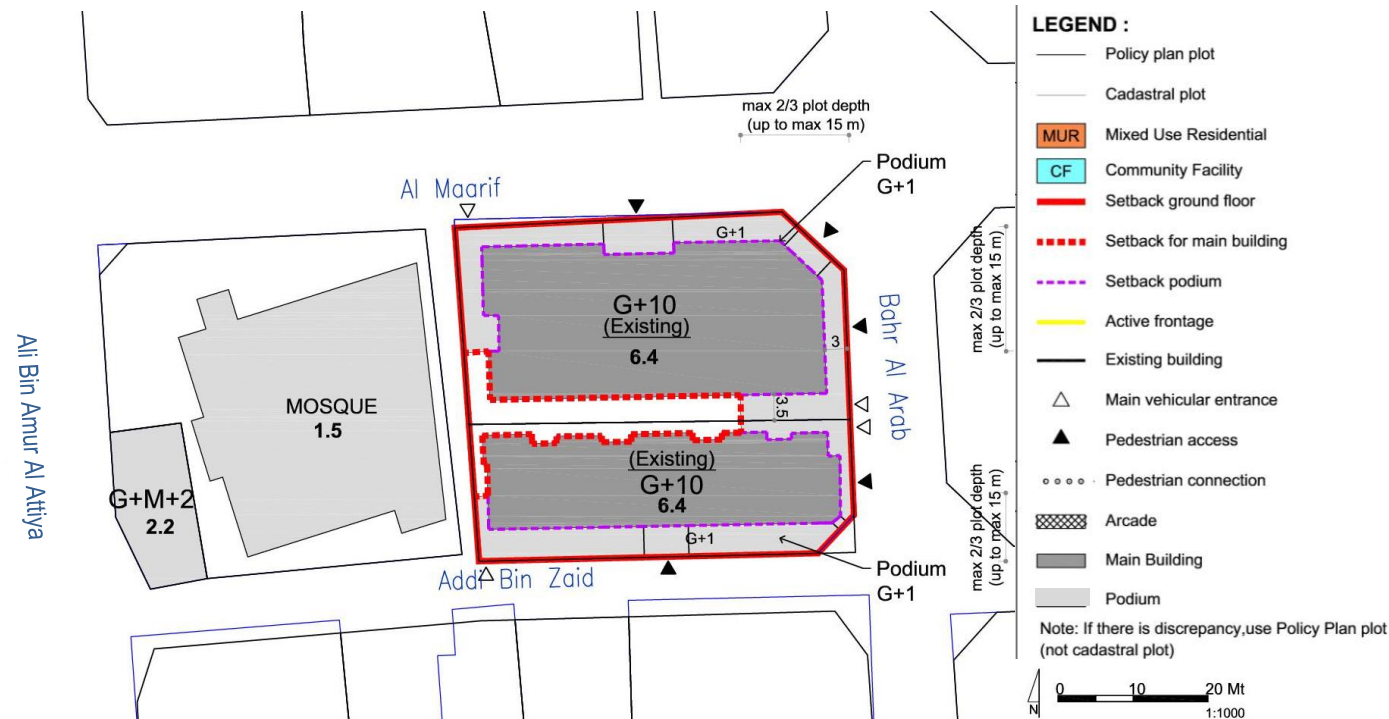 max 2/3 plot depth
(up to max 15 m)
Podium
G+1
Al Maarif
G+1
G+10
(Existing)
6.4
3
max 2/3 plot depth
(up to max 15 m)
Bahr Al Arab
3.5
Ali Bin Amur Al Attiya
MOSQUE
1.5
G+M+2
2.2
(Existing)
G+10
6.4
G+1
max 2/3 plot depth
(up to max 15 m)
Podium
G+1
Addi Bin Zaid
LEGEND :
Policy plan plot
Cadastral plot
MUR Mixed Use Residential
CF Community Facility
Setback ground floor
Setback for main building
Setback podium
Active frontage
Existing building
Main vehicular entrance
Pedestrian access
Pedestrian connection
Arcade
Main Building
Podium
Note: If there is discrepancy,use Policy Plan plot
(not cadastral plot)
N
0 10 20 Mt
1:1000